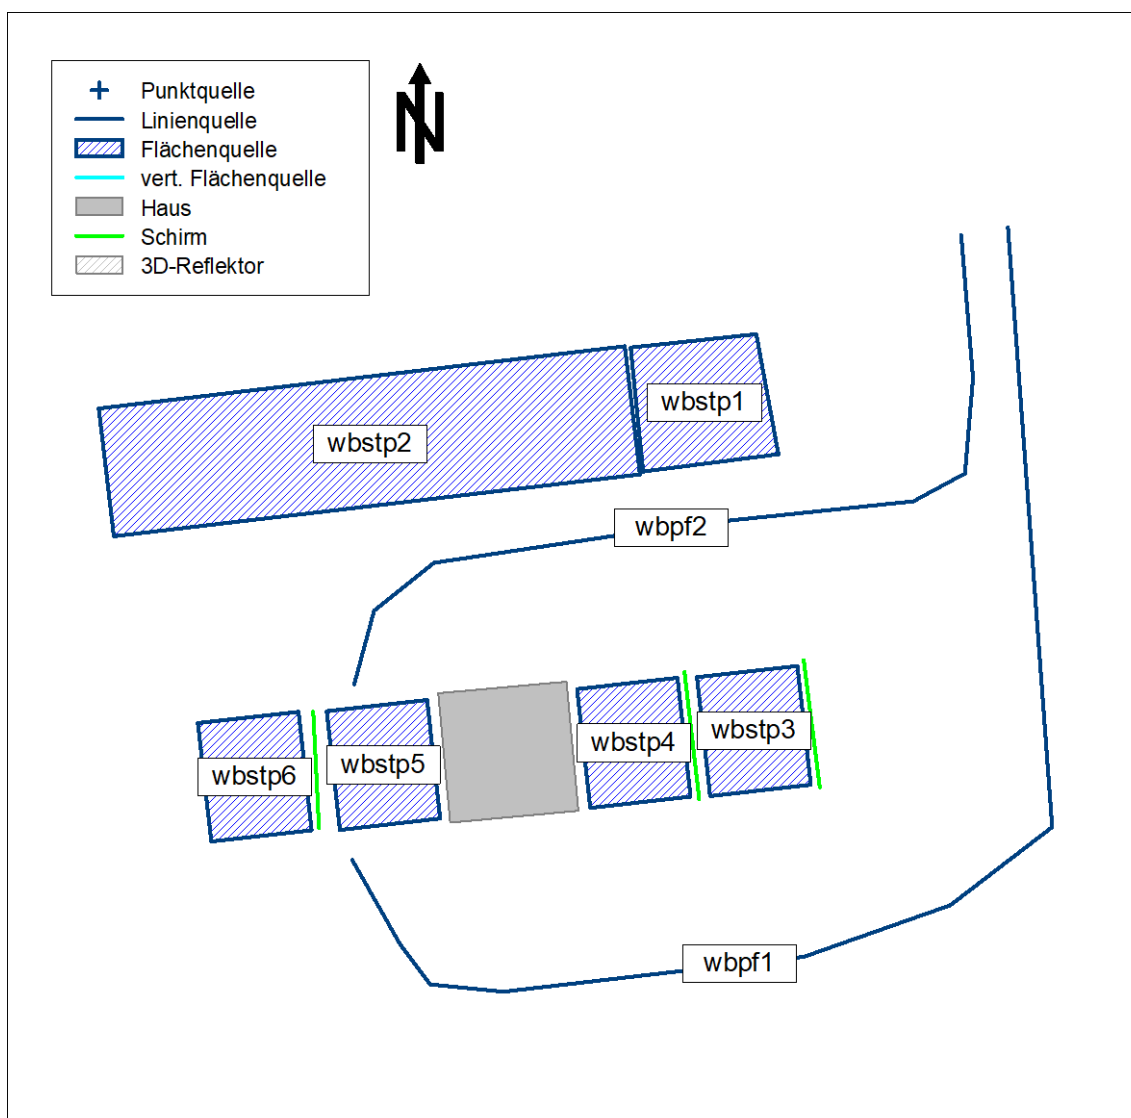 Punktquelle
Linienquelle
Flächenquelle
vert. Flächenquelle
Haus
Schirm
3D-Reflektor
N
wbstp1
wbstp2
wbpf2
wbstp3
wbstp4
wbstp5
wbstp6
wbpf1